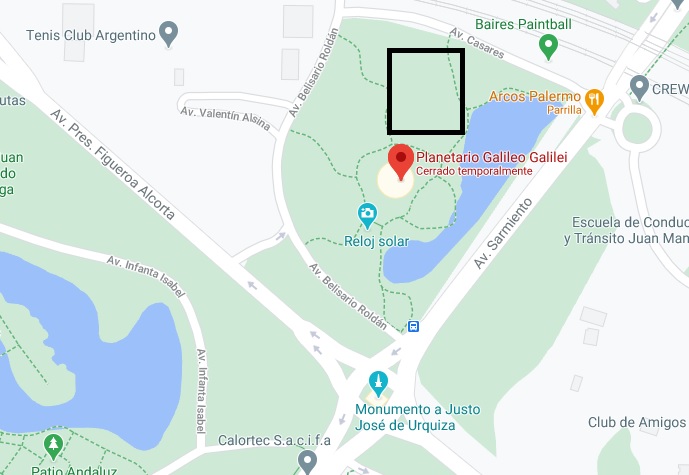 Baires Paintball
Tenis Club Argentino
Av. Casares
Av. Belisario Roldán
CREW
Arcos Palermo
Parrilla
utas
Av. Valentín Alsina
Av. Pres. Figueroa Alcorta
Planetario Galileo Galilei
Cerrado temporalmente
uan
do
ga
Escuela de Conduc
y Tránsito Juan Man
Av. Sarmiento
Reloj solar
Av. Infanta Isabel
Av. Belisario Roldán
Av. Infanta Isabel
Monumento a Justo
José de Urquiza
Club de Amigos
Calortec S.a.c.i.f.a
Patio Andaluz